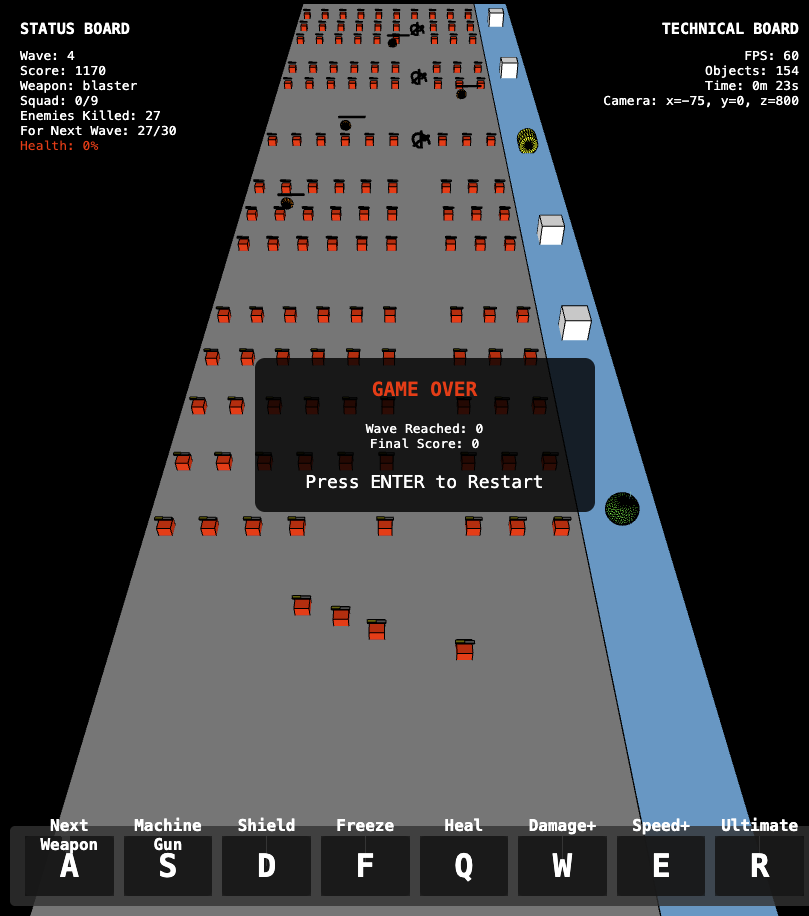 STATUS BOARD
Wave: 4
Score: 1170
Weapon: blaster
Squad: 0/9
Enemies Killed: 27
For Next Wave: 27/30
Health: 0%
TECHNICAL BOARD
FPS: 60
Objects: 154
Time: 0m 23s
Camera: x=-75, y=0, z=800
GAME OVER
Wave Reached: 0
Final Score: 0
Press ENTER to Restart
Next
Weapon
A
Machine
Gun
S
Shield
D
Freeze
F
Heal
Q
Damage+
W
Speed+
E
Ultimate
R